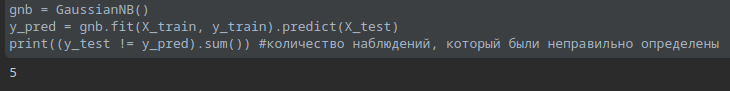 gnb = GaussianNB()
y_pred = gnb.fit(X_train, y_train).predict(X_test)
print((y_test != y_pred).sum()) #количество наблюдений, который были неправильно определены
5